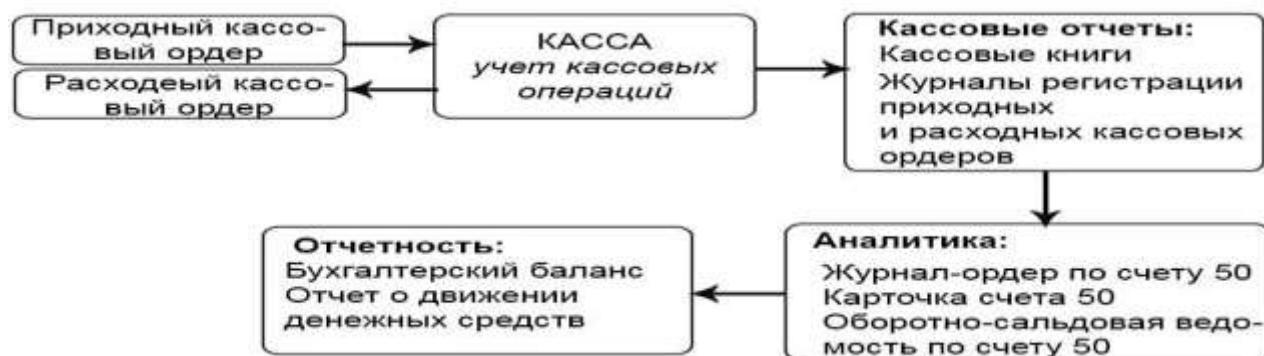 Приходный кассо-
вый ордер
Расходеый кассо-
вый ордер
КАССА
учет кассовых
операций
Кассовые отчеты:
Кассовые книги
Журналы регистрации
приходных
и расходных кассовых
ордеров
Отчетность:
Бухгалтерский баланс
Отчет о движении
денежных средств
Аналитика:
Журнал-ордер по счету 50
Карточка счета 50
Оборотно-сальдовая ведо-
мость по счету 50